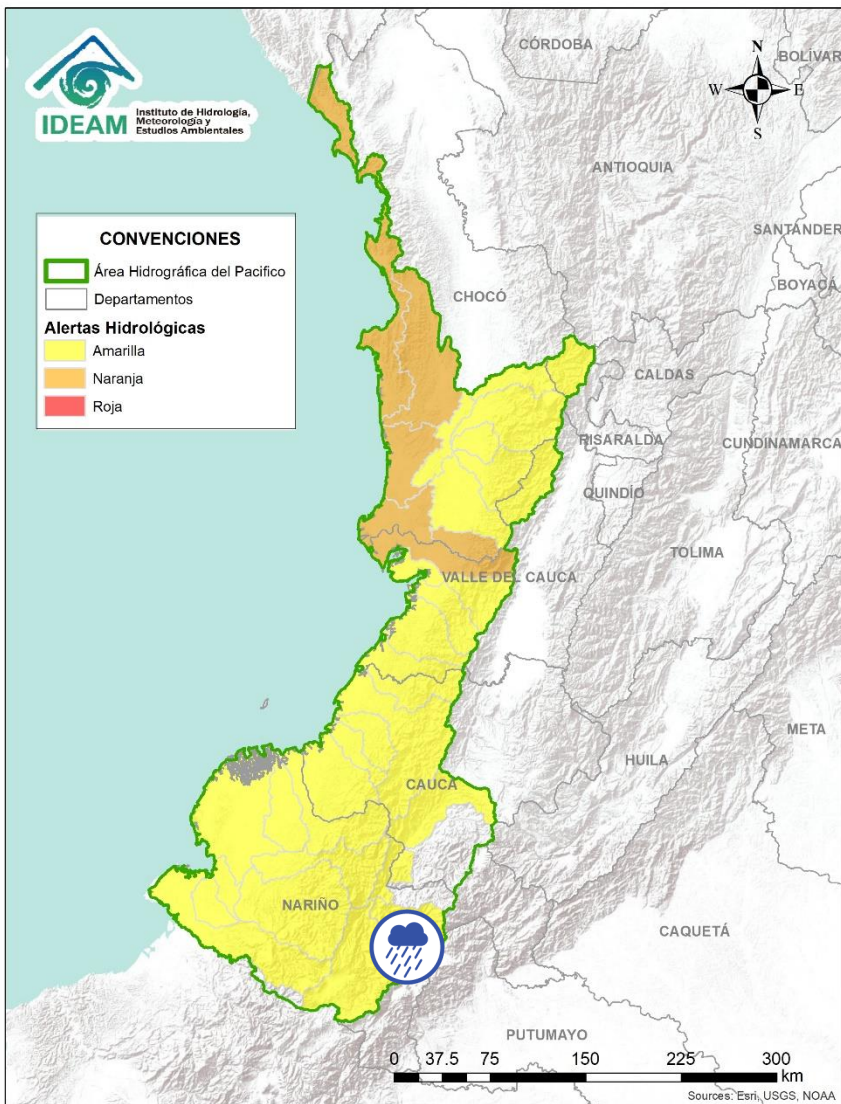 IDEAM
Instituto de Hidrología,
Meteorología y
Estudios Ambientales
CÓRDOBA
BOLÍVAR
N
W
E
S
ANTIOQUIA
SANTANDER
BOYACÁ
CONVENCIONES
Área Hidrográfica del Pacifico
Departamentos
Alertas Hidrológicas
Amarilla
Naranja
Roja
CHOCÓ
CALDAS
RISARALDA
CUNDINAMARCA
QUINDÍO
TOLIMA
VALLE DEL CAUCA
META
HUILA
CAUCA
NARIÑO
CAQUETÁ
PUTUMAYO
0 37.5 75 150 225 300
km
Sources: Esri, USGS, NOAA